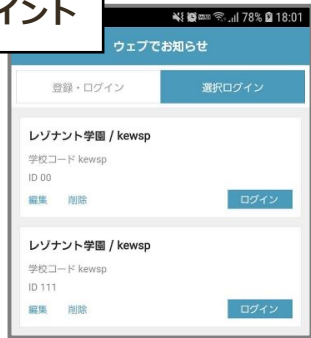 イント
78% 18:01
ウェブでお知らせ
登録・ログイン
選択ログイン
レゾナント学園 / kewsp
学校コード kewsp
ID 00
編集 削除 ログイン
レゾナント学園 / kewsp
学校コード kewsp
ID 111
編集 削除 ログイン